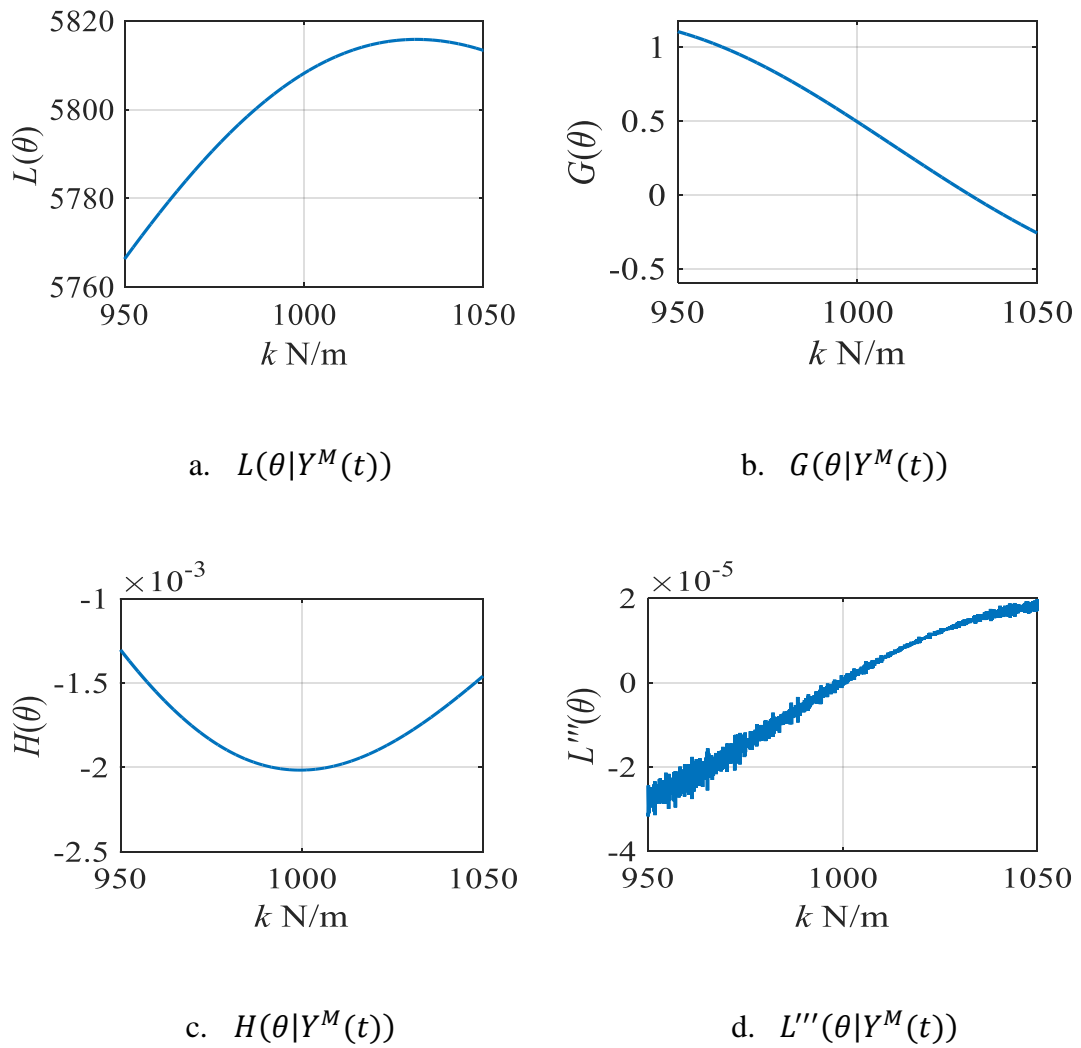 5820
5800
5780
5760
950
1000
1050
L(θ)
k N/m
a. L(θ|Y^M(t))
1
0.5
0
-0.5
950
1000
1050
G(θ)
k N/m
b. G(θ|Y^M(t))
×10^-3
-1
-1.5
-2
-2.5
950
1000
1050
H(θ)
k N/m
c. H(θ|Y^M(t))
×10^-5
2
0
-2
-4
950
1000
1050
L'''(θ)
k N/m
d. L'''(θ|Y^M(t))